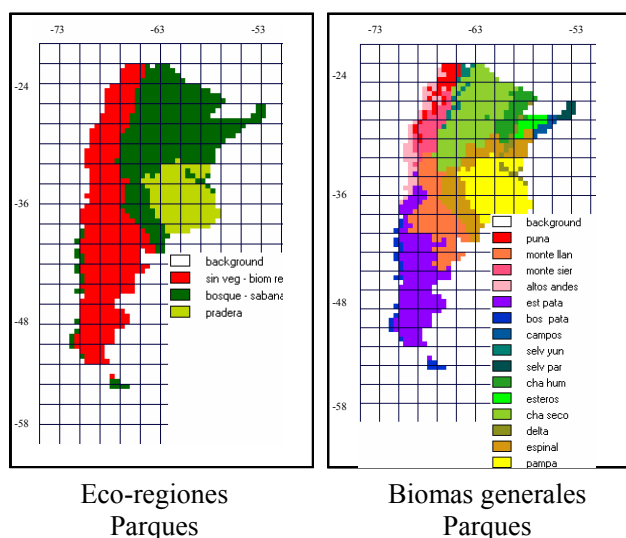 -73 -63 -53
-24
-36
-48
-58
background
sin veg - biom re
bosque - sabana
pradera
Eco-regiones
Parques
-73 -63 -53
-24
-36
-48
-58
background
puna
monte llan
monte sier
altos andes
est pata
bos pata
campos
selv yun
selv par
cha hum
esteros
cha seco
delta
espinal
pampa
Biomas generales
Parques